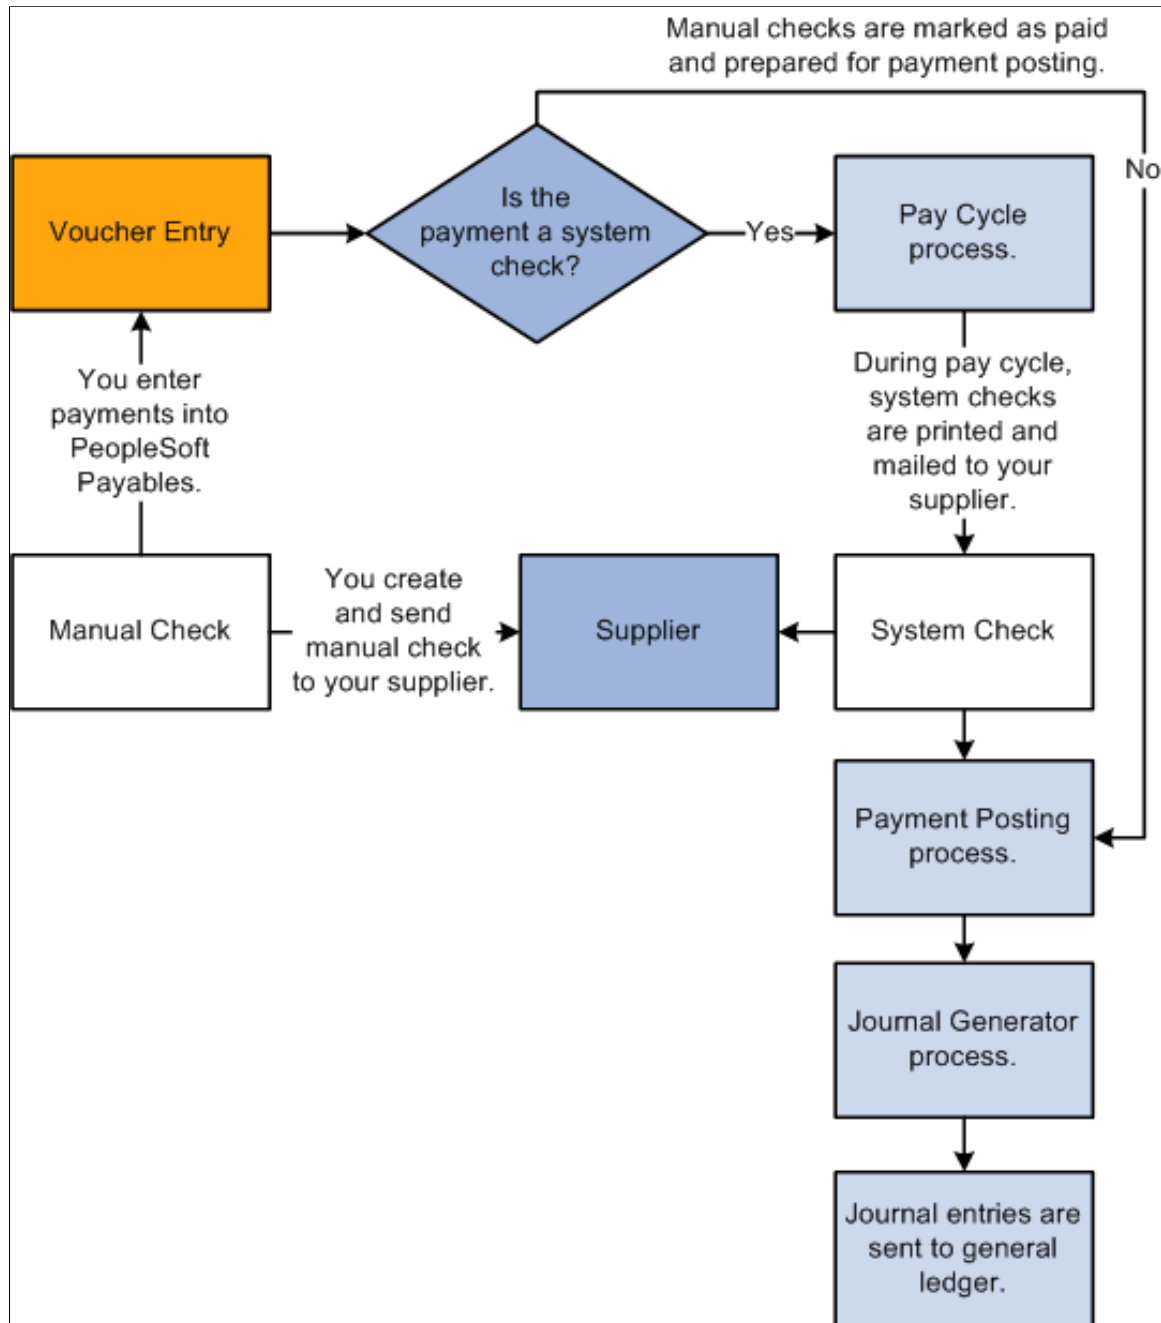 Manual checks are marked as paid
and prepared for payment posting.
Voucher Entry
Is the
payment a system
check?
Yes
Pay Cycle
process.
No
You enter
payments into
PeopleSoft
Payables.
During pay cycle,
system checks
are printed and
mailed to your
supplier.
Manual Check
You create
and send
manual check
to your supplier.
Supplier
System Check
Payment Posting
process.
Journal Generator
process.
Journal entries are
sent to general
ledger.